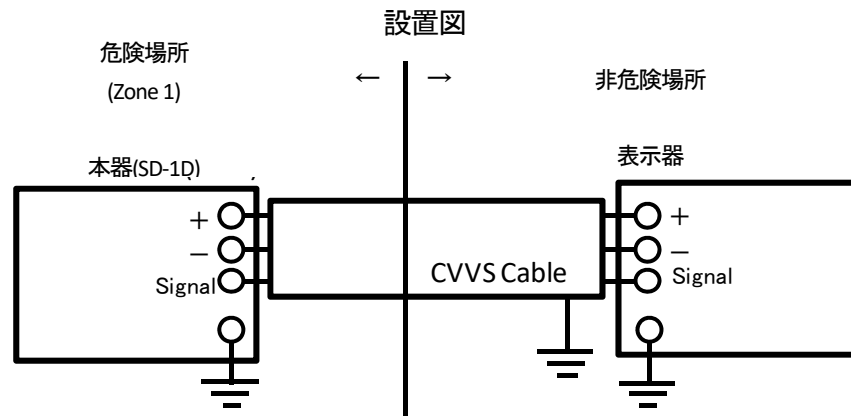 設置図
危険場所
(Zone 1)
← →
非危険場所
本器(SD-1D)
表示器
+
−
Signal
CVVS Cable
+
−
Signal